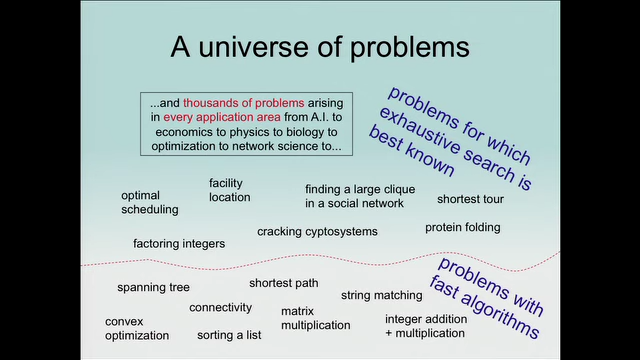 A universe of problems
...and thousands of problems arising
in every application area from A.I. to
economics to physics to biology to
optimization to network science to...
problems for which
exhaustive search is
best known
optimal
scheduling
facility
location
finding a large clique
in a social network
shortest tour
factoring integers
cracking cyptosystems
protein folding
problems with
fast algorithms
spanning tree
shortest path
string matching
connectivity
matrix
multiplication
integer addition
+ multiplication
convex
optimization
sorting a list